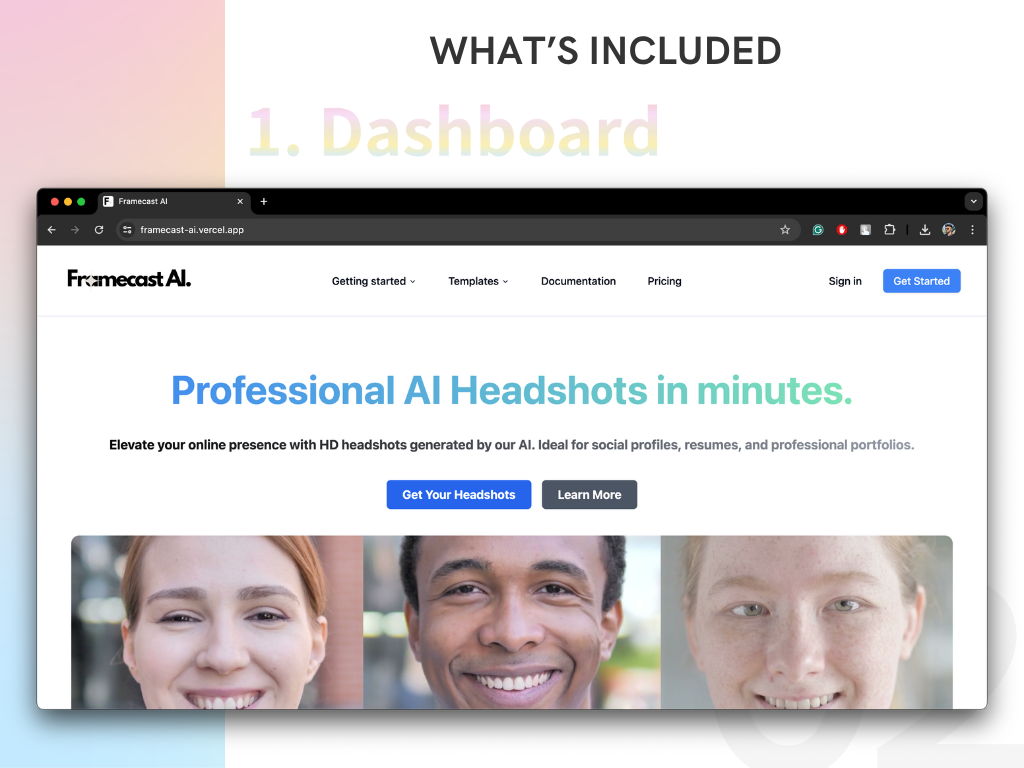 WHAT’S INCLUDED
1. Dashboard
Framecast AI
framecast-ai.vercel.app
Framecast AI.
Getting started
Templates
Documentation
Pricing
Sign in
Get Started
Professional AI Headshots in minutes.
Elevate your online presence with HD headshots generated by our AI. Ideal for social profiles, resumes, and professional portfolios.
Get Your Headshots
Learn More
02